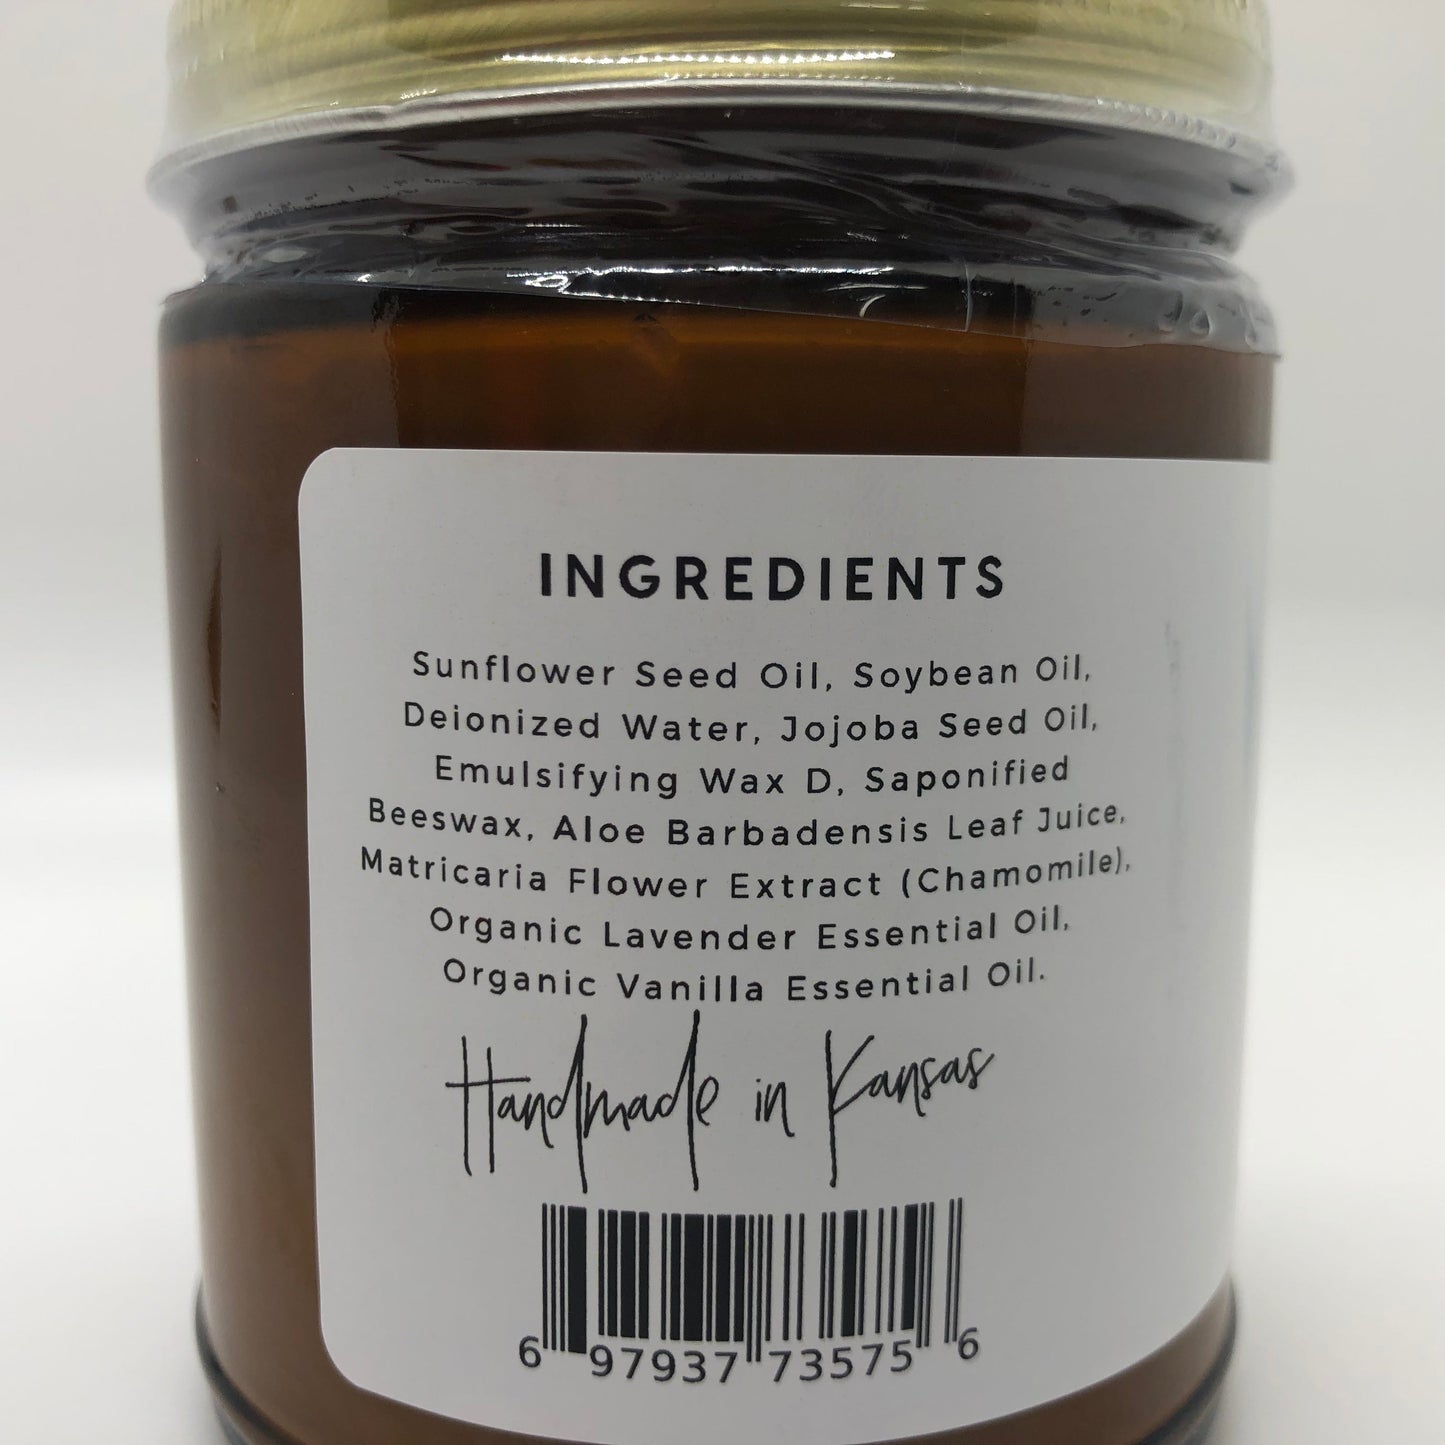 INGREDIENTS
Sunflower Seed Oil, Soybean Oil,
Deionized Water, Jojoba Seed Oil,
Emulsifying Wax D, Saponified
Beeswax, Aloe Barbadensis Leaf Juice,
Matricaria Flower Extract (Chamomile),
Organic Lavender Essential Oil,
Organic Vanilla Essential Oil.
Handmade in Kansas
6 97937 73575 6